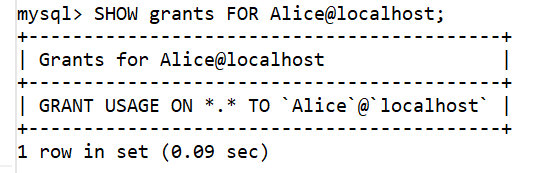 mysql> SHOW grants FOR Alice@localhost;
+--------------------------------------------+
| Grants for Alice@localhost                 |
+--------------------------------------------+
| GRANT USAGE ON *.* TO `Alice`@`localhost` |
+--------------------------------------------+
1 row in set (0.09 sec)